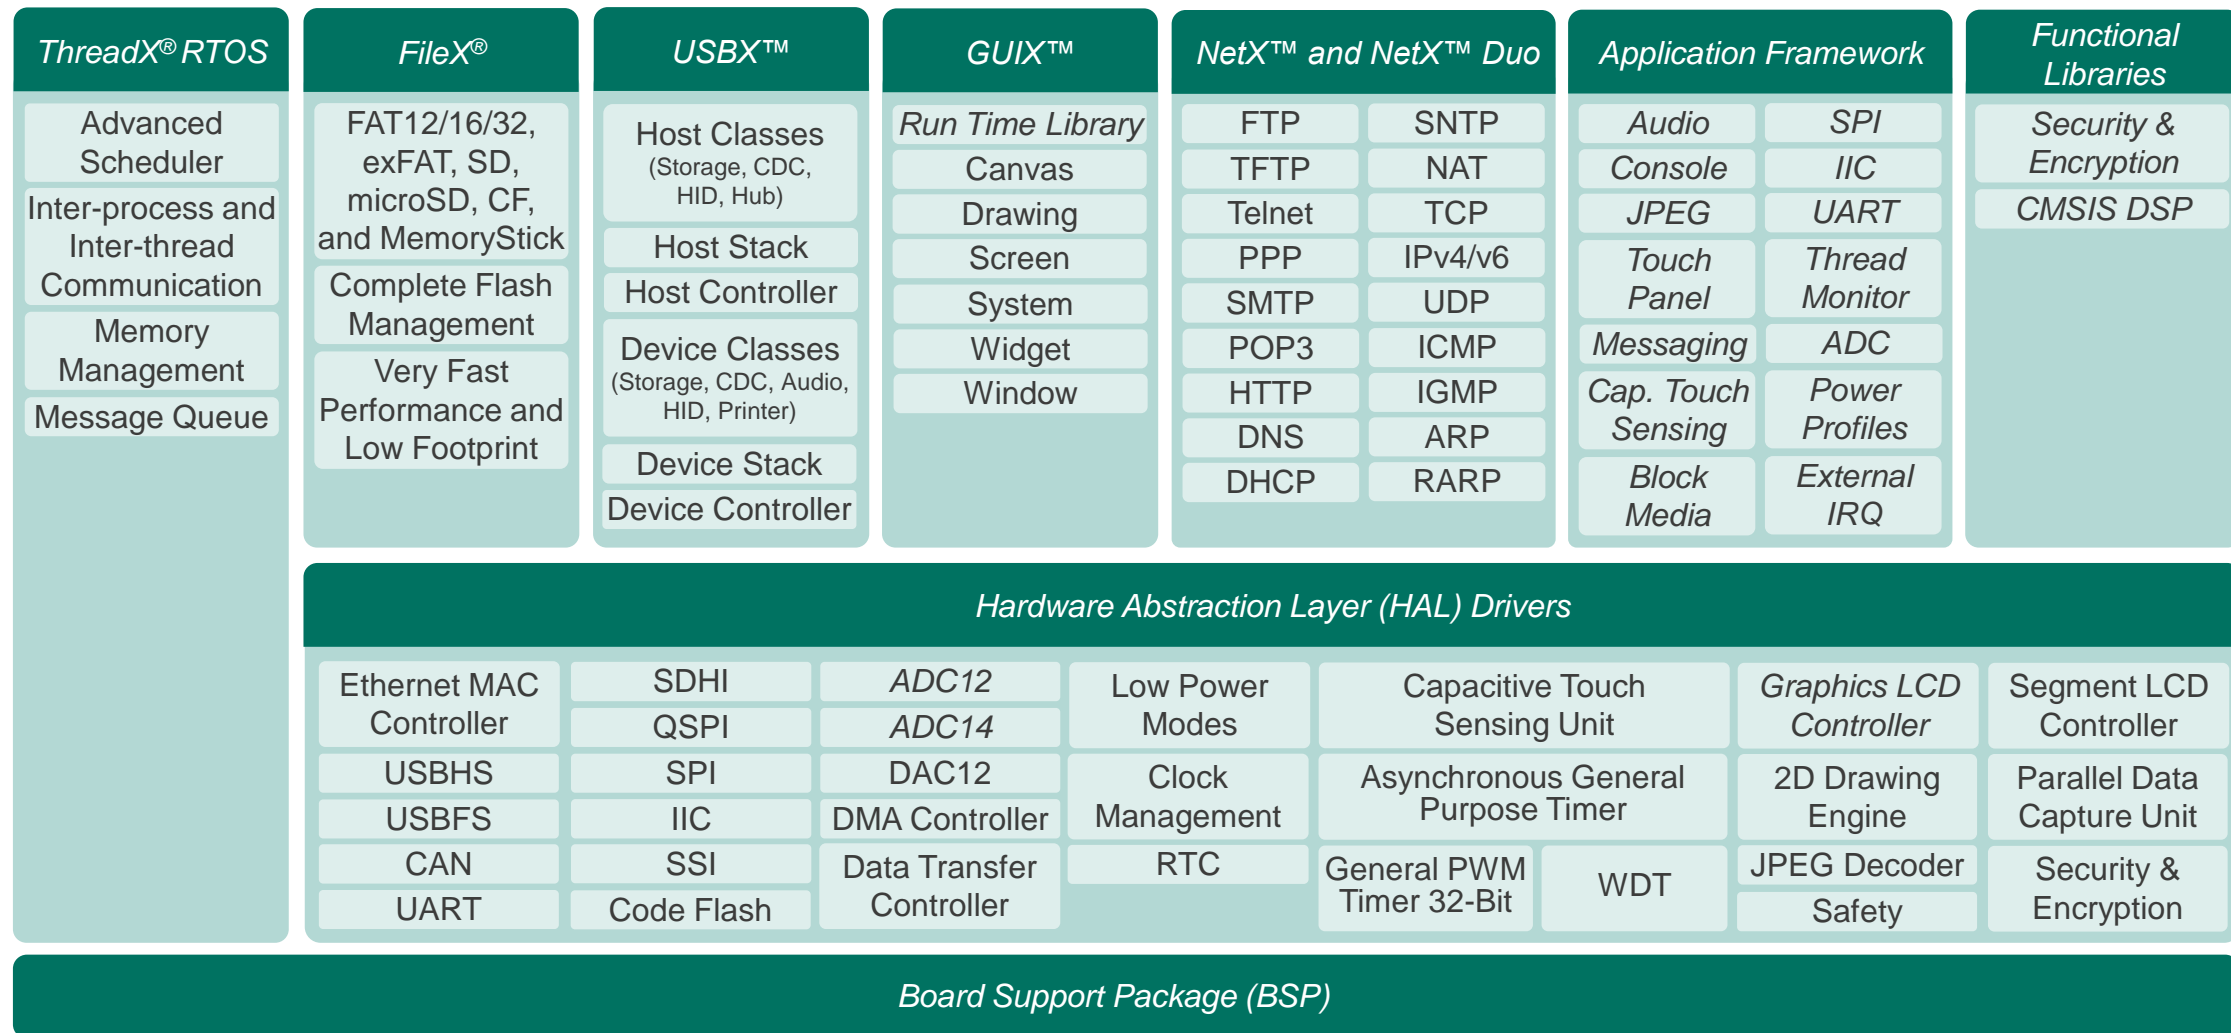 ThreadX® RTOS
Advanced
Scheduler
Inter-process and
Inter-thread
Communication
Memory
Management
Message Queue
FileX®
FAT12/16/32,
exFAT, SD,
microSD, CF,
and MemoryStick
Complete Flash
Management
Very Fast
Performance and
Low Footprint
USBX™
Host Classes
(Storage, CDC,
HID, Hub)
Host Stack
Host Controller
Device Classes
(Storage, CDC, Audio,
HID, Printer)
Device Stack
Device Controller
GUIX™
Run Time Library
Canvas
Drawing
Screen
System
Widget
Window
NetX™ and NetX™ Duo
FTP
TFTP
Telnet
PPP
SMTP
POP3
HTTP
DNS
DHCP
SNTP
NAT
TCP
IPv4/v6
UDP
ICMP
IGMP
ARP
RARP
Application Framework
Audio
Console
JPEG
Touch
Panel
Messaging
Cap. Touch
Sensing
Block
Media
SPI
IIC
UART
Thread
Monitor
ADC
Power
Profiles
External
IRQ
Functional
Libraries
Security &
Encryption
CMSIS DSP
Hardware Abstraction Layer (HAL) Drivers
Ethernet MAC
Controller
USBHS
USBFS
CAN
UART
SDHI
QSPI
SPI
IIC
SSI
Code Flash
ADC12
ADC14
DAC12
DMA Controller
Data Transfer
Controller
Low Power
Modes
Clock
Management
RTC
Capacitive Touch
Sensing Unit
Asynchronous General
Purpose Timer
General PWM
Timer 32-Bit
WDT
Graphics LCD
Controller
2D Drawing
Engine
JPEG Decoder
Safety
Segment LCD
Controller
Parallel Data
Capture Unit
Security &
Encryption
Board Support Package (BSP)